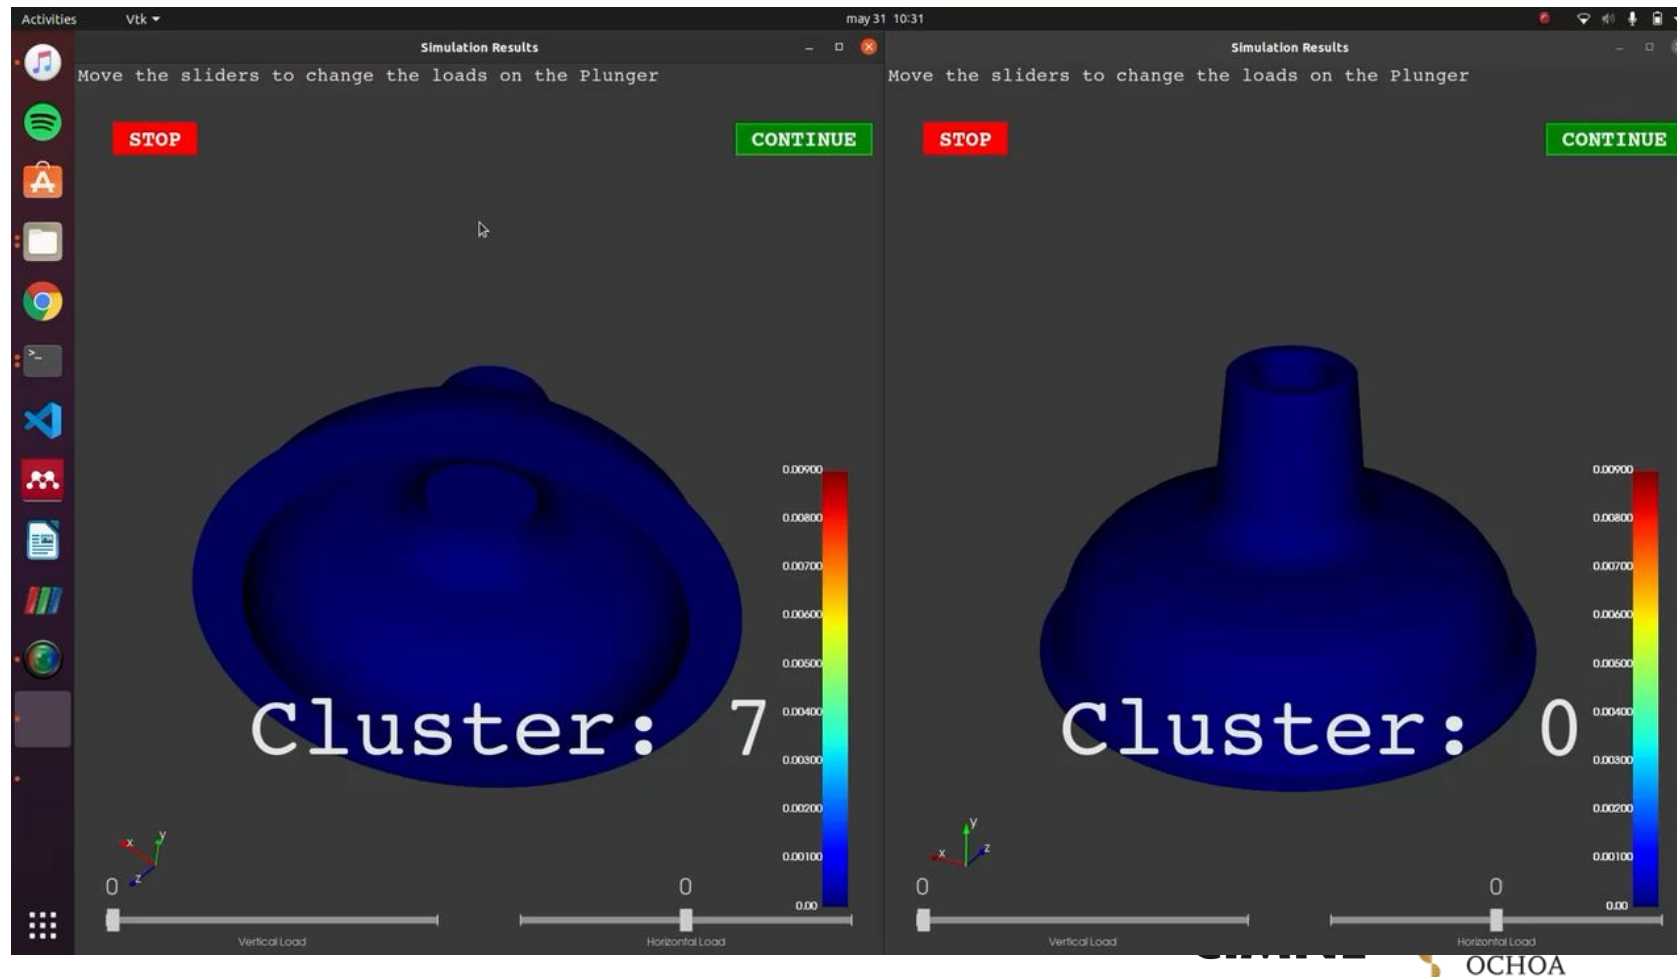 Activities Vtk may 31 10:31
Simulation Results
Move the sliders to change the loads on the Plunger
STOP CONTINUE
0.00900
0.00800
0.00700
0.00600
0.00500
0.00400
0.00300
0.00200
0.00100
0.00
Cluster: 7
x y z
0 0
Vertical Load Horizontal Load
Simulation Results
Move the sliders to change the loads on the Plunger
STOP CONTINUE
0.00900
0.00800
0.00700
0.00600
0.00500
0.00400
0.00300
0.00200
0.00100
0.00
Cluster: 0
x y z
0 0
Vertical Load Horizontal Load
OCHOA